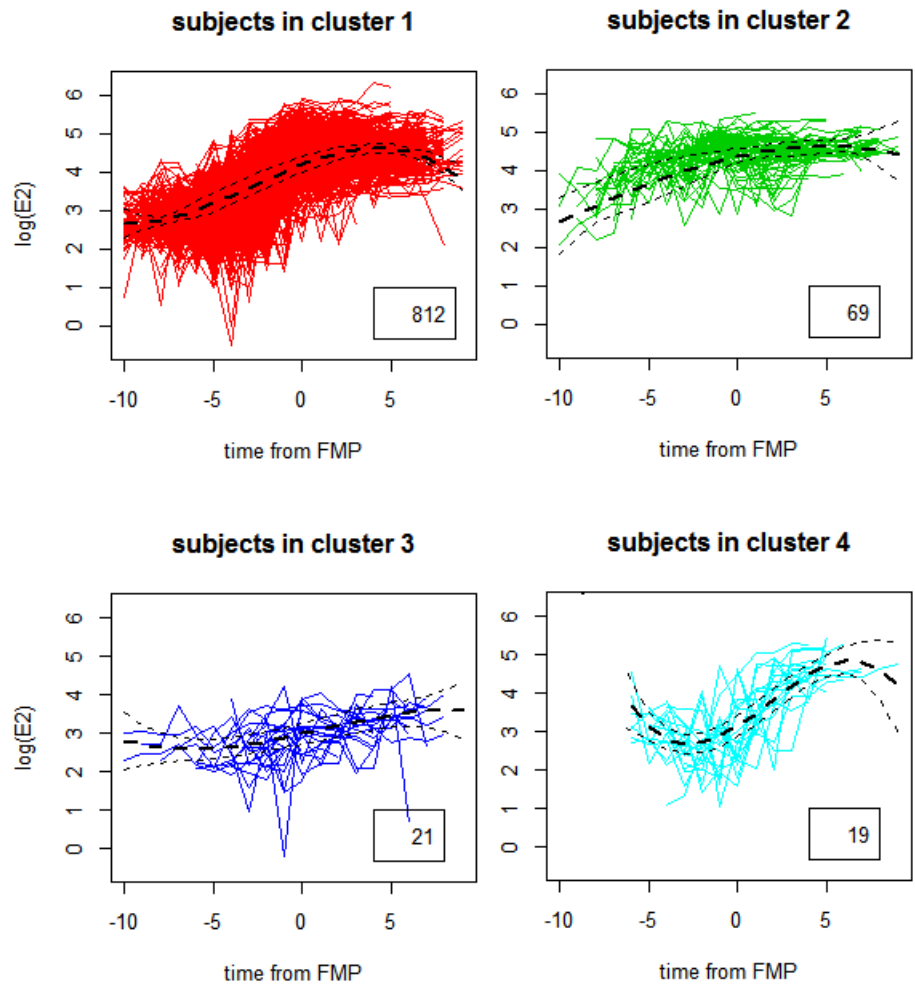 subjects in cluster 1
subjects in cluster 2
log(E2)
6
5
4
3
2
1
0
812
-10 -5 0 5
time from FMP
6
5
4
3
2
1
0
69
-10 -5 0 5
time from FMP
subjects in cluster 3
subjects in cluster 4
log(E2)
6
5
4
3
2
1
0
21
-10 -5 0 5
time from FMP
6
5
4
3
2
1
0
19
-10 -5 0 5
time from FMP